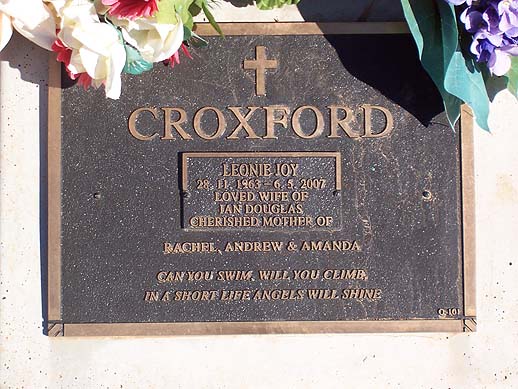 CROXFORD
LEONIE JOY
28. 11. 1963 - 6. 5. 2007
LOVED WIFE OF
IAN DOUGLAS
CHERISHED MOTHER OF
RACHEL, ANDREW & AMANDA
CAN YOU SWIM, WILL YOU CLIMB,
IN A SHORT LIFE ANGELS WILL SHINE
Q-101